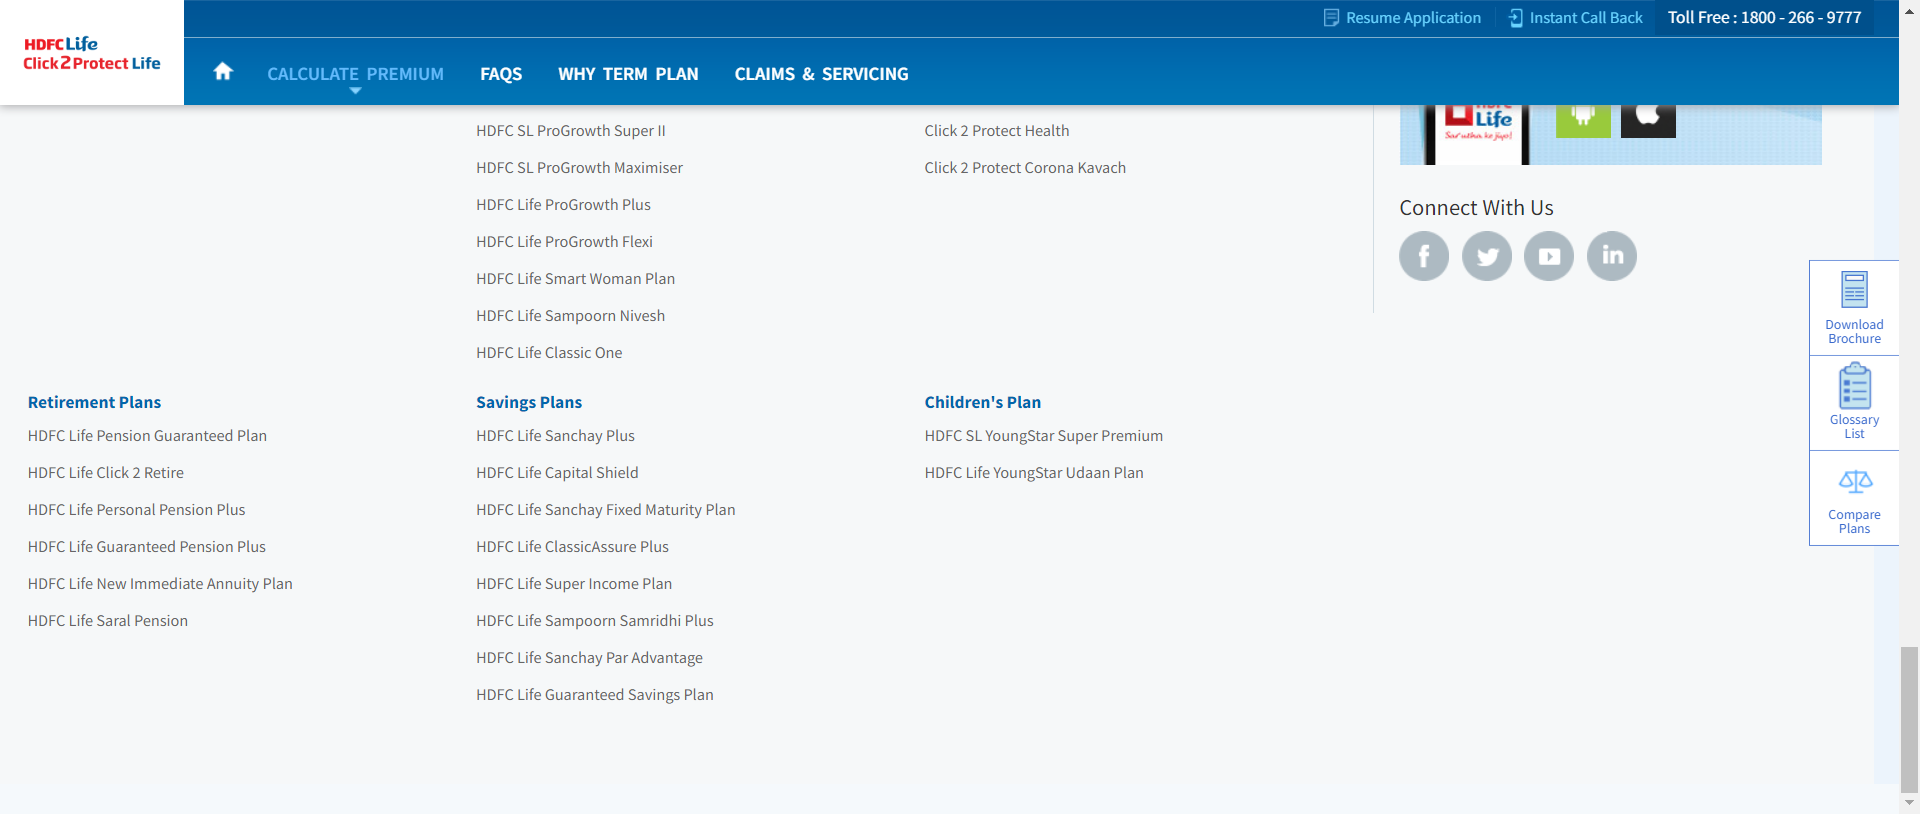 Resume Application
Instant Call Back
Toll Free : 1800 - 266 - 9777
HDFC Life
Click 2 Protect Life
CALCULATE PREMIUM
FAQS
WHY TERM PLAN
CLAIMS & SERVICING
HDFC SL ProGrowth Super II
HDFC SL ProGrowth Maximiser
HDFC Life ProGrowth Plus
HDFC Life ProGrowth Flexi
HDFC Life Smart Woman Plan
HDFC Life Sampoorn Nivesh
HDFC Life Classic One
Click 2 Protect Health
Click 2 Protect Corona Kavach
HDFC
Life
Sar utha ke jiyo!
Connect With Us
Retirement Plans
HDFC Life Pension Guaranteed Plan
HDFC Life Click 2 Retire
HDFC Life Personal Pension Plus
HDFC Life Guaranteed Pension Plus
HDFC Life New Immediate Annuity Plan
HDFC Life Saral Pension
Savings Plans
HDFC Life Sanchay Plus
HDFC Life Capital Shield
HDFC Life Sanchay Fixed Maturity Plan
HDFC Life ClassicAssure Plus
HDFC Life Super Income Plan
HDFC Life Sampoorn Samridhi Plus
HDFC Life Sanchay Par Advantage
HDFC Life Guaranteed Savings Plan
Children's Plan
HDFC SL YoungStar Super Premium
HDFC Life YoungStar Udaan Plan
Download
Brochure
Glossary
List
Compare
Plans